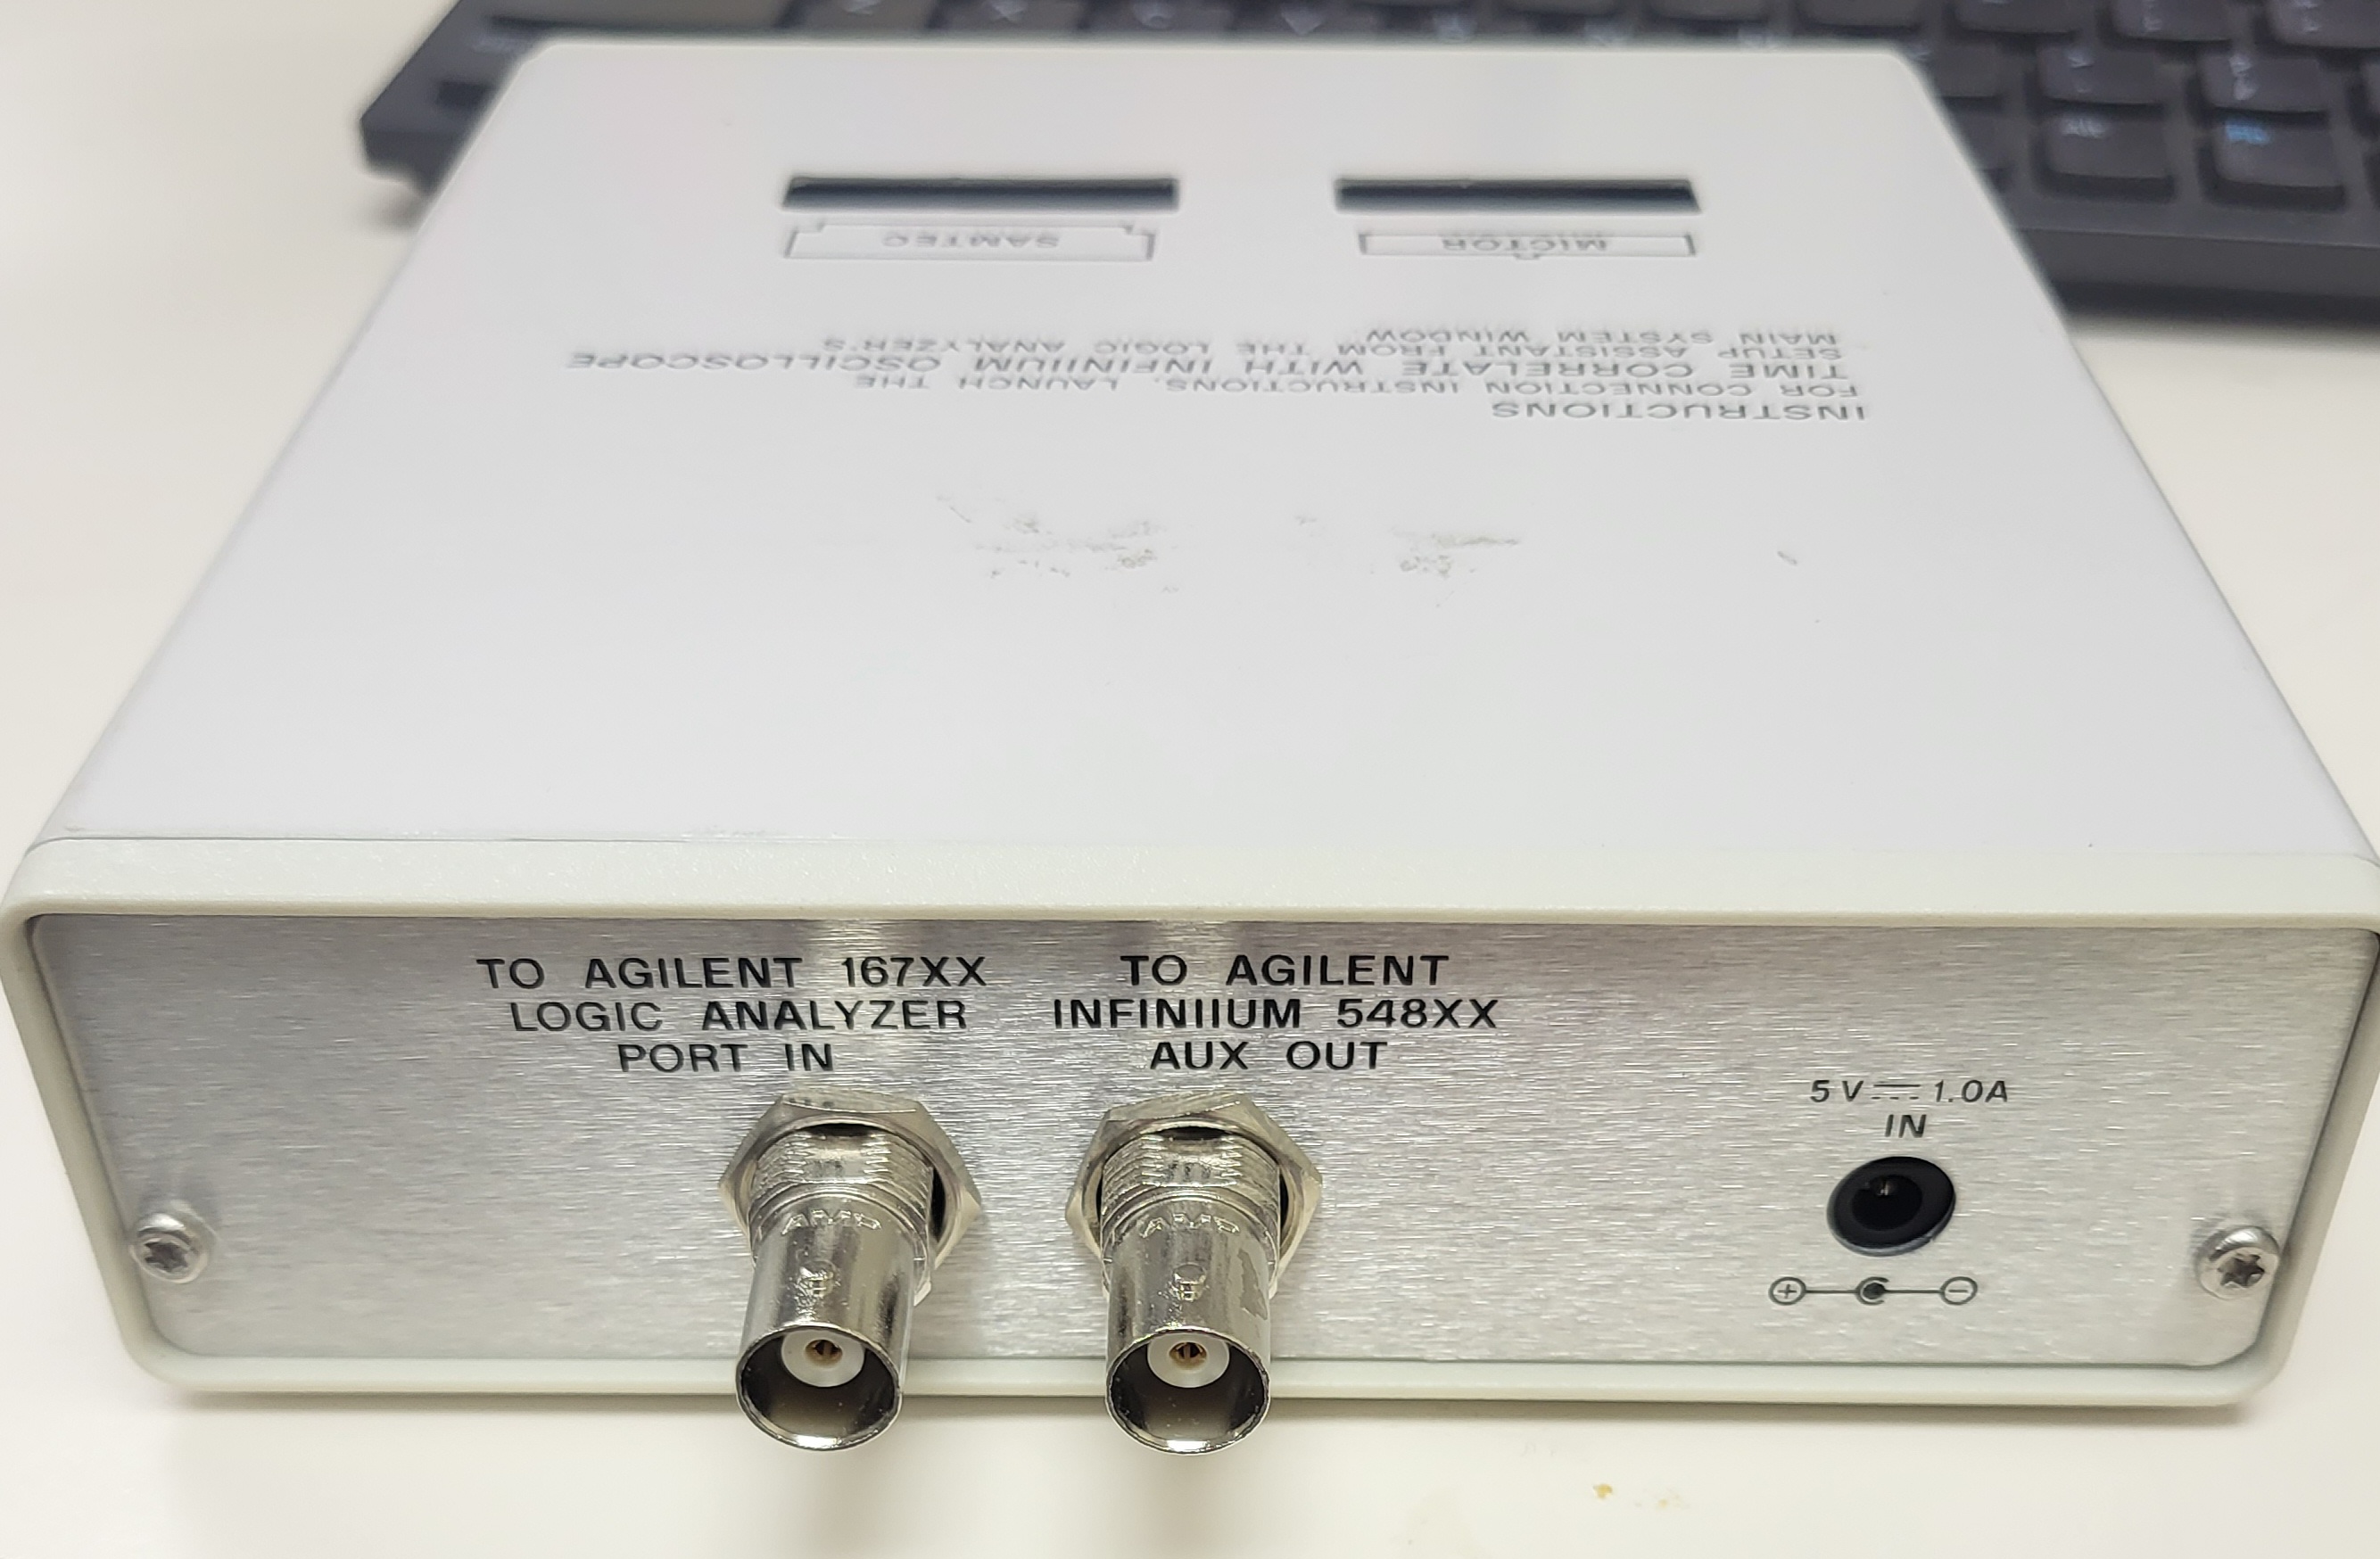 SAMTEC
MICTOR
INSTRUCTIONS
FOR CONNECTION INSTRUCTIONS, LAUNCH THE
TIME CORRELATE WITH INFINIIUM OSCILLOSCOPE
SETUP ASSISTANT FROM THE LOGIC ANALYZER'S
MAIN SYSTEM WINDOW.
TO AGILENT 167XX
LOGIC ANALYZER
PORT IN
TO AGILENT
INFINIIUM 548XX
AUX OUT
5 V 1.0A
IN
AMP
AMP